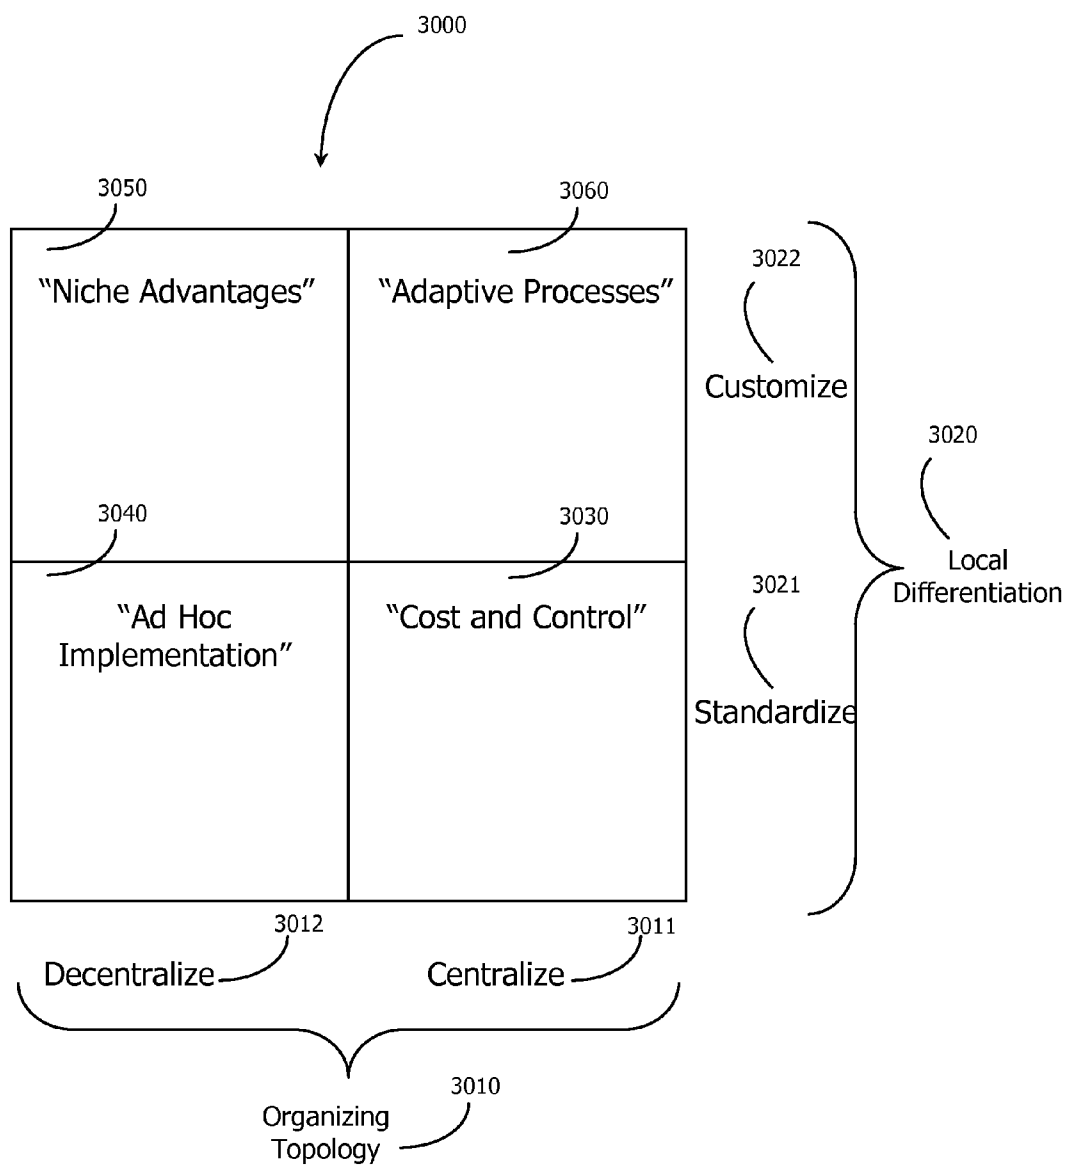 3000
3050
3060
“Niche Advantages”
“Adaptive Processes”
3022
Customize
3020
Local
Differentiation
3040
3030
“Ad Hoc
Implementation”
“Cost and Control”
3021
Standardize
3012
3011
Decentralize
Centralize
3010
Organizing
Topology